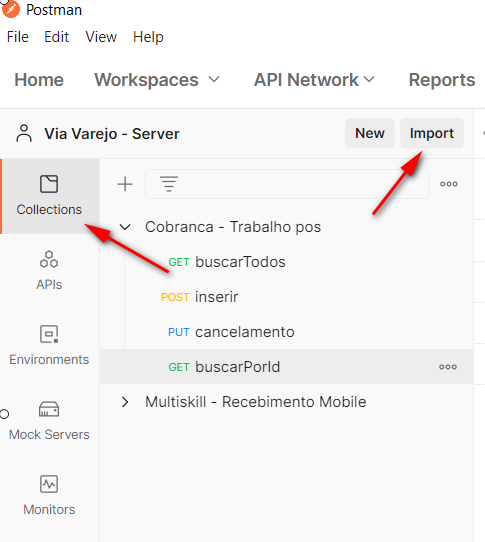 Postman
File Edit View Help
Home Workspaces API Network Reports
Via Varejo - Server New Import
Collections
Cobranca - Trabalho pos
GET buscarTodos
APIs
POST inserir
PUT cancelamento
Environments
GET buscarPorId
Multiskill - Recebimento Mobile
Mock Servers
Monitors